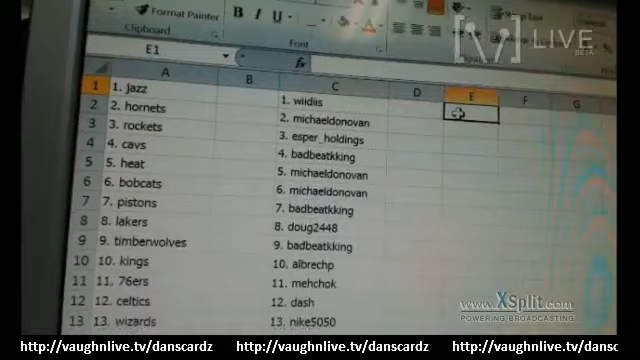 Format Painter
B I U
Clipboard
Font
[V] LIVE
BETA
E1
fx
A B C D E F G
1 1. jazz 1. wiidiis
2 2. hornets 2. michaeldonovan
3 3. rockets 3. esper_holdings
4 4. cavs 4. badbeatkking
5 5. heat 5. michaeldonovan
6 6. bobcats 6. michaeldonovan
7 7. pistons 7. badbeatkking
8 8. lakers 8. doug2448
9 9. timberwolves 9. badbeatkking
10 10. kings 10. albrechp
11 11. 76ers 11. mehchok
12 12. celtics 12. dash
13 13. wizards 13. nike5050
www.XSplit.com
POWERING BROADCASTING
http://vaughnlive.tv/danscardz http://vaughnlive.tv/danscardz http://vaughnlive.tv/dansc